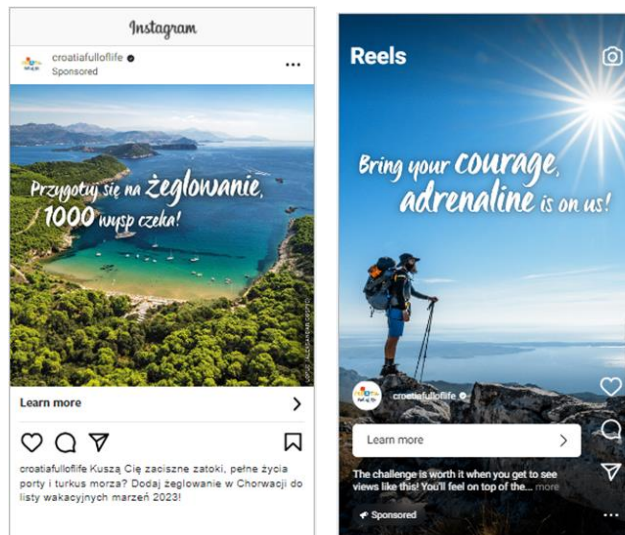 Instagram
croatiafulloflife
Sponsored
Przygotuj się na żeglowanie,
1000 wysp czeka!
Learn more
croatiafulloflife Kuszą Cię zaciszne zatoki, pełne życia
porty i turkus morza? Dodaj żeglowanie w Chorwacji do
listy wakacyjnych marzeń 2023!
Reels
Bring your courage,
adrenaline is on us!
croatiafulloflife
Learn more
The challenge is worth it when you get to see
views like this! You'll feel on top of the... more
Sponsored